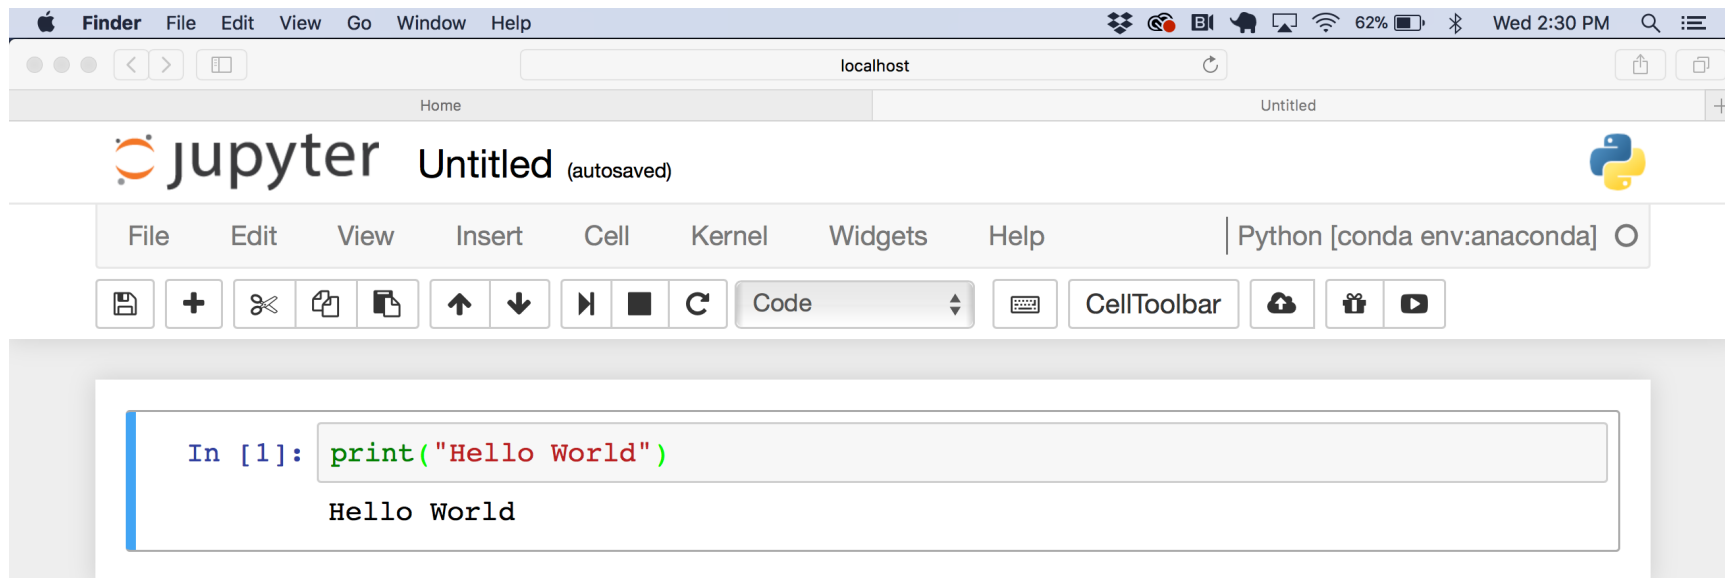 Finder File Edit View Go Window Help 62% Wed 2:30 PM
localhost
Home Untitled
jupyter Untitled (autosaved)
File Edit View Insert Cell Kernel Widgets Help Python [conda env:anaconda]
Code CellToolbar
In [1]: print("Hello World")
Hello World